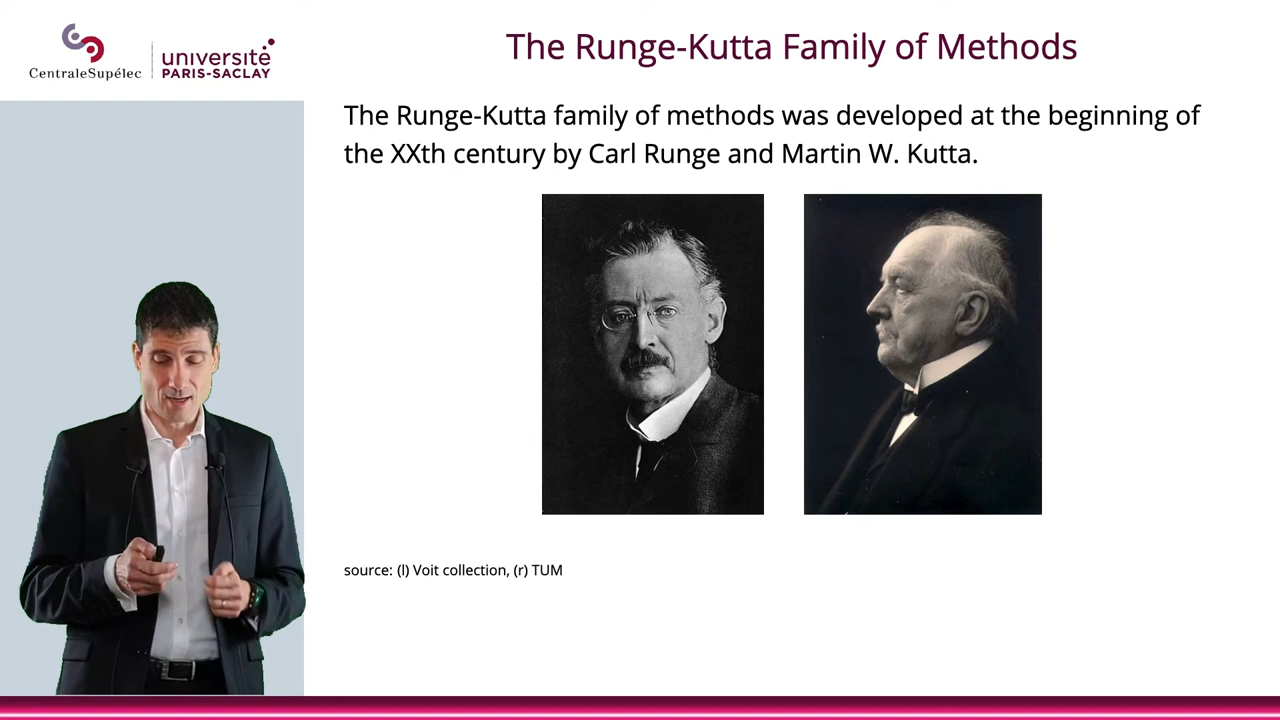 CentraleSupélec
université
PARIS-SACLAY
The Runge-Kutta Family of Methods
The Runge-Kutta family of methods was developed at the beginning of
the XXth century by Carl Runge and Martin W. Kutta.
source: (l) Voit collection, (r) TUM